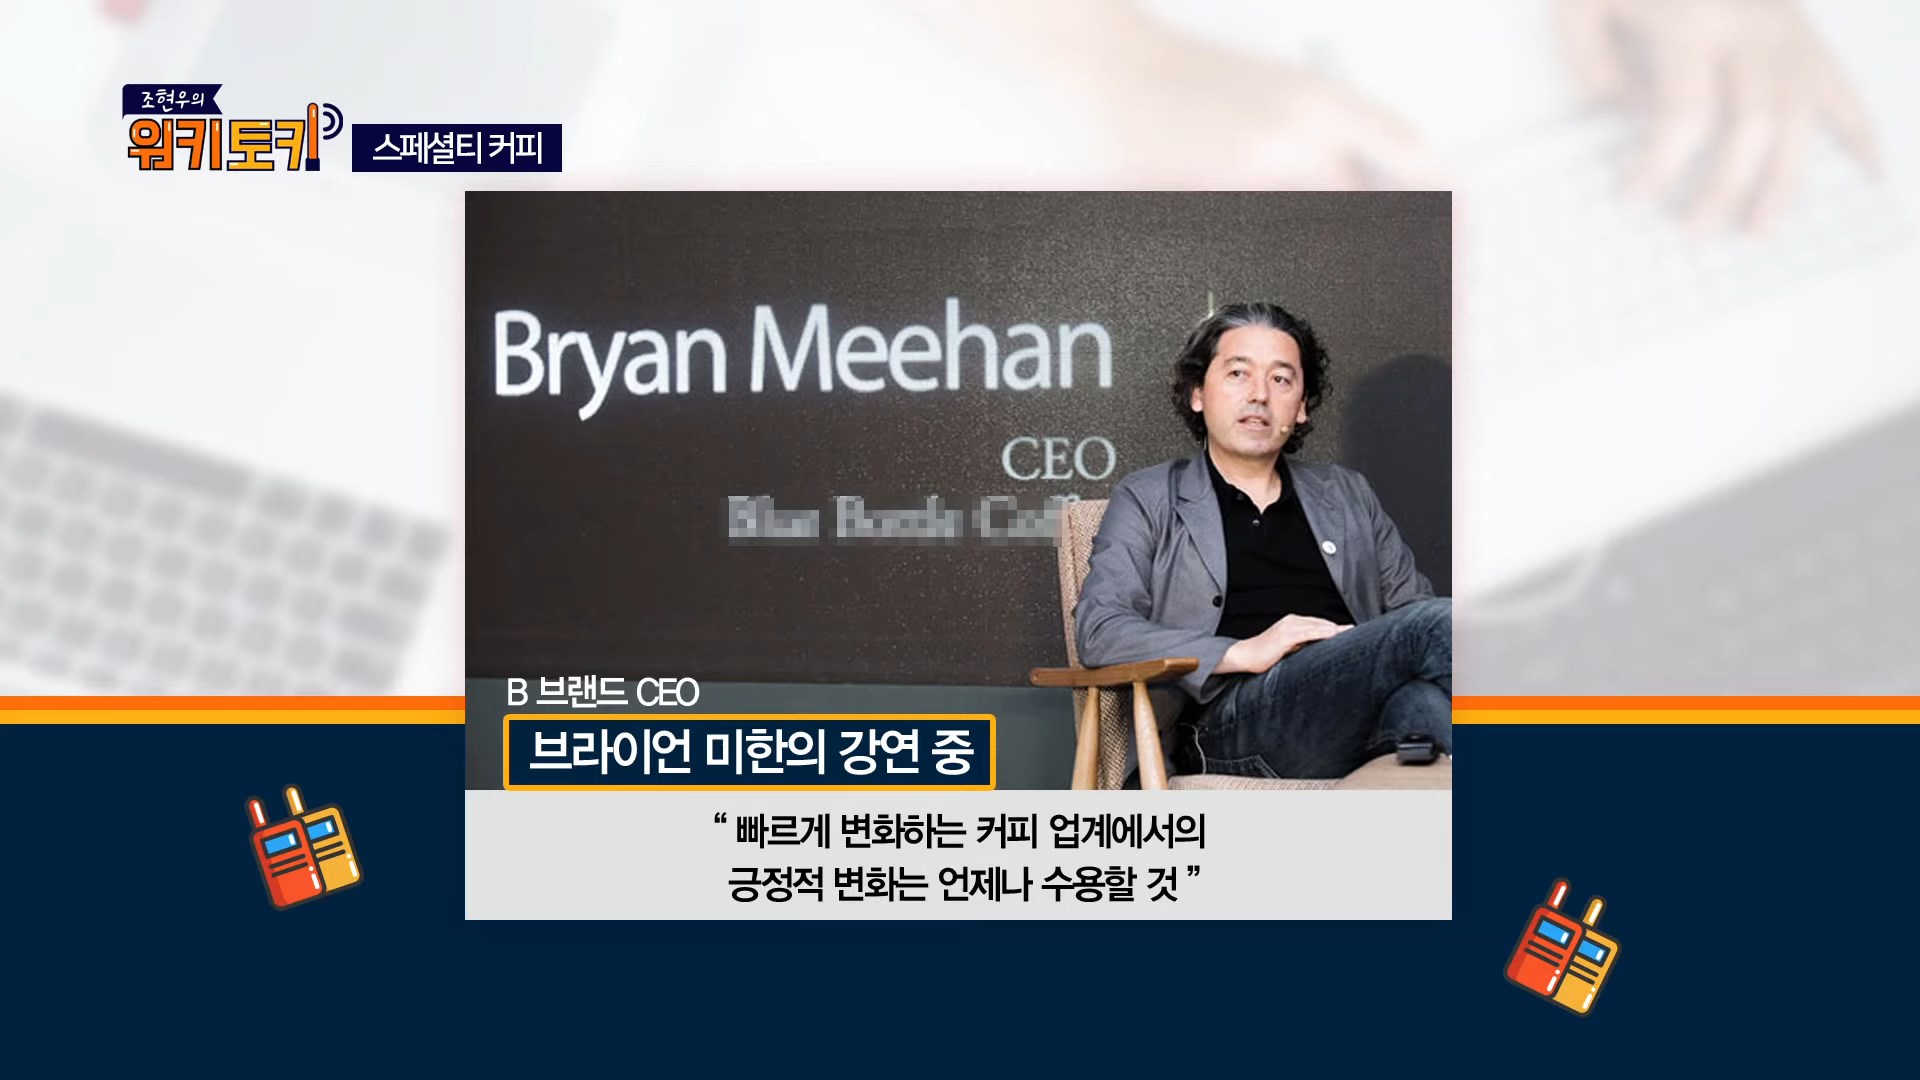 조현우의
워키토키
스페셜티 커피
Bryan Meehan
CEO
B 브랜드 CEO
브라이언 미한의 강연 중
“ 빠르게 변화하는 커피 업계에서의
긍정적 변화는 언제나 수용할 것 ”